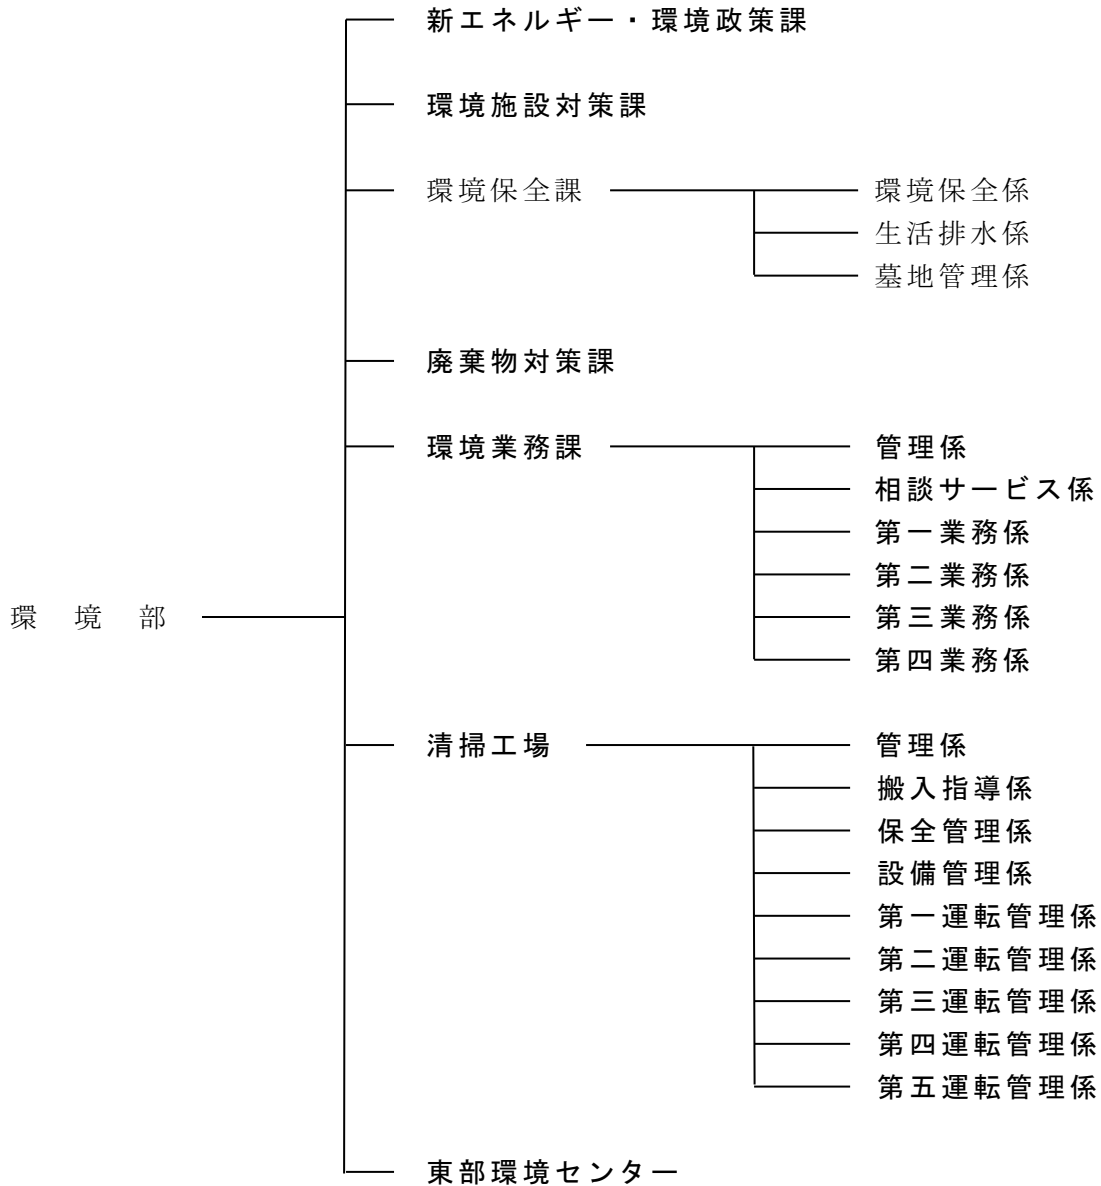 新エネルギー・環境政策課
環境施設対策課
環境保全課 環境保全係
生活排水係
墓地管理係
廃棄物対策課
環境業務課 管理係
相談サービス係
第一業務係
第二業務係
環境部 第三業務係
第四業務係
清掃工場 管理係
搬入指導係
保全管理係
設備管理係
第一運転管理係
第二運転管理係
第三運転管理係
第四運転管理係
第五運転管理係
東部環境センター